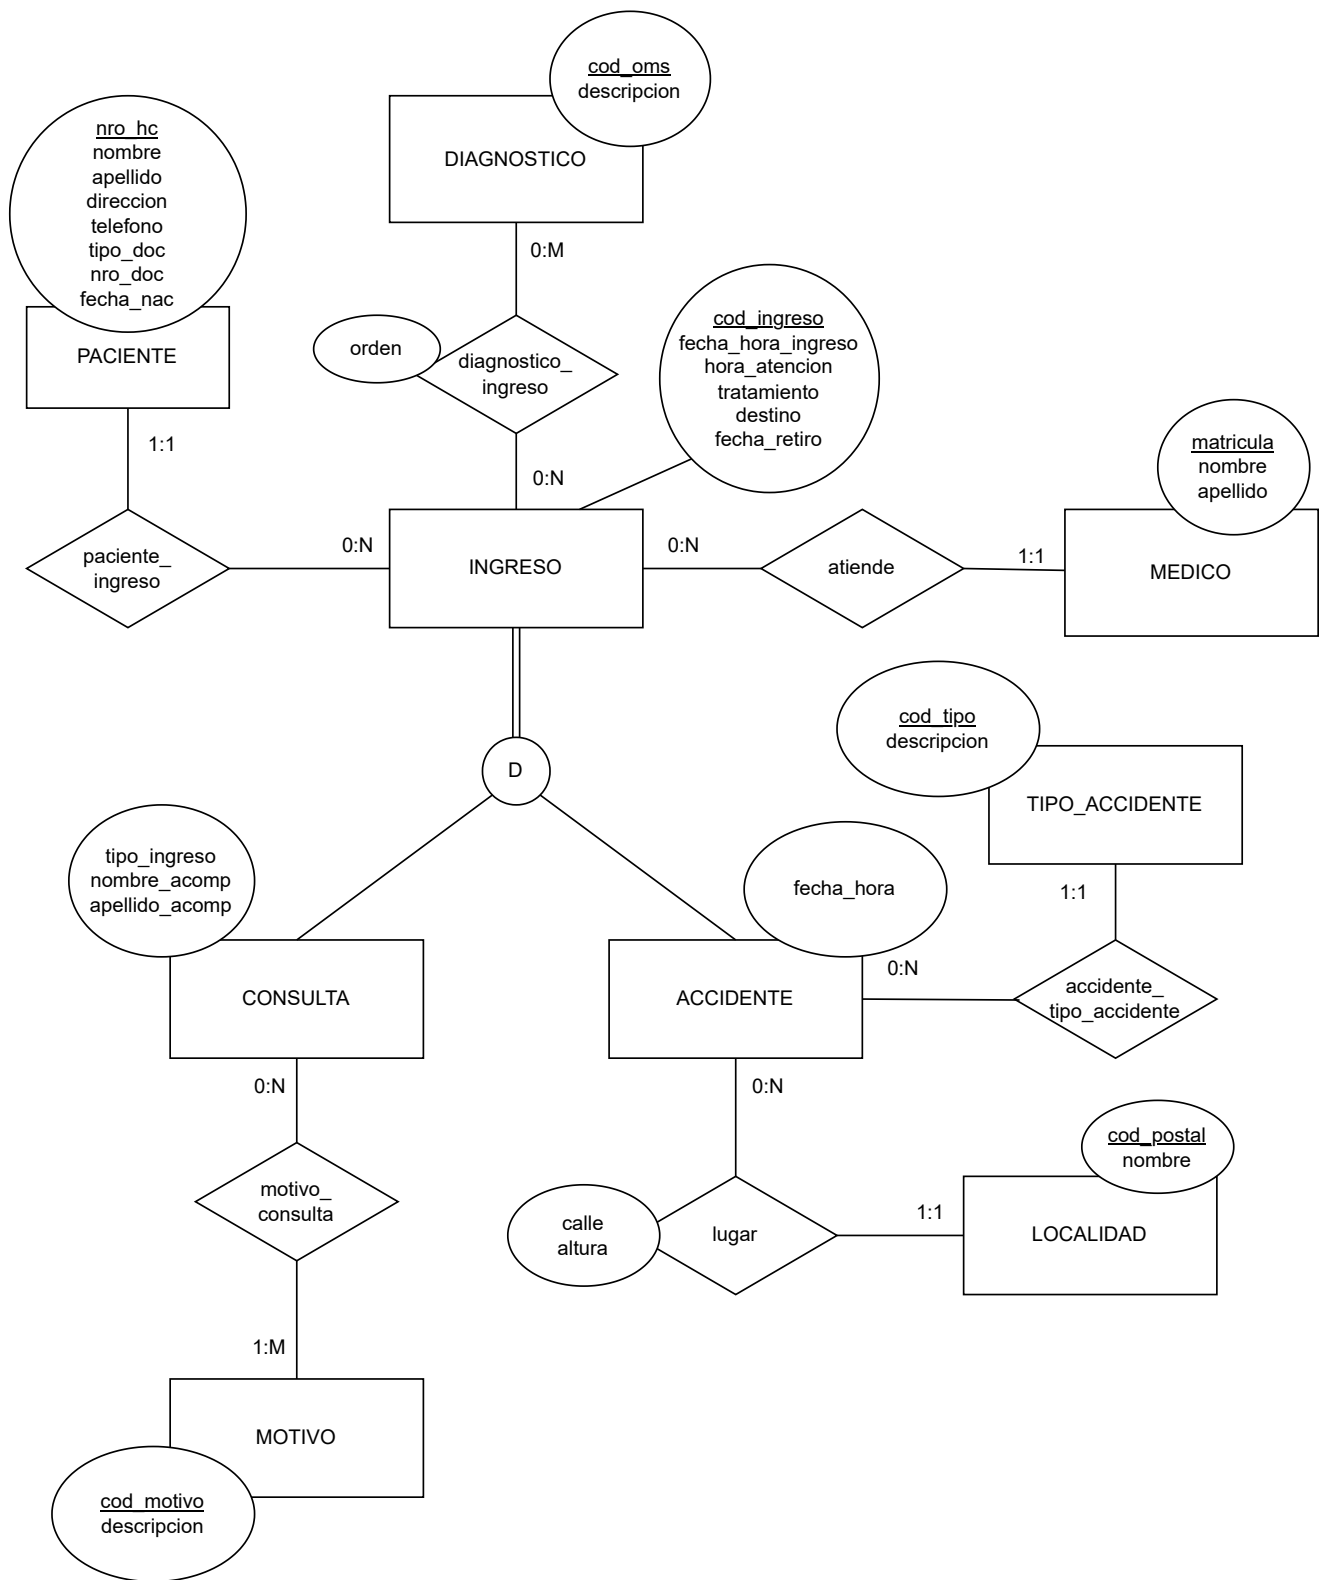 cod_oms
descripcion
DIAGNOSTICO
nro_hc
nombre
apellido
direccion
telefono
tipo_doc
nro_doc
fecha_nac
PACIENTE
0:M
orden
diagnostico_
ingreso
cod_ingreso
fecha_hora_ingreso
hora_atencion
tratamiento
destino
fecha_retiro
1:1
0:N
matricula
nombre
apellido
MEDICO
paciente_
ingreso
0:N
INGRESO
0:N
atiende
1:1
D
cod_tipo
descripcion
TIPO_ACCIDENTE
tipo_ingreso
nombre_acomp
apellido_acomp
CONSULTA
fecha_hora
ACCIDENTE
1:1
0:N
accidente_
tipo_accidente
0:N
0:N
motivo_
consulta
calle
altura
lugar
1:1
cod_postal
nombre
LOCALIDAD
1:M
MOTIVO
cod_motivo
descripcion